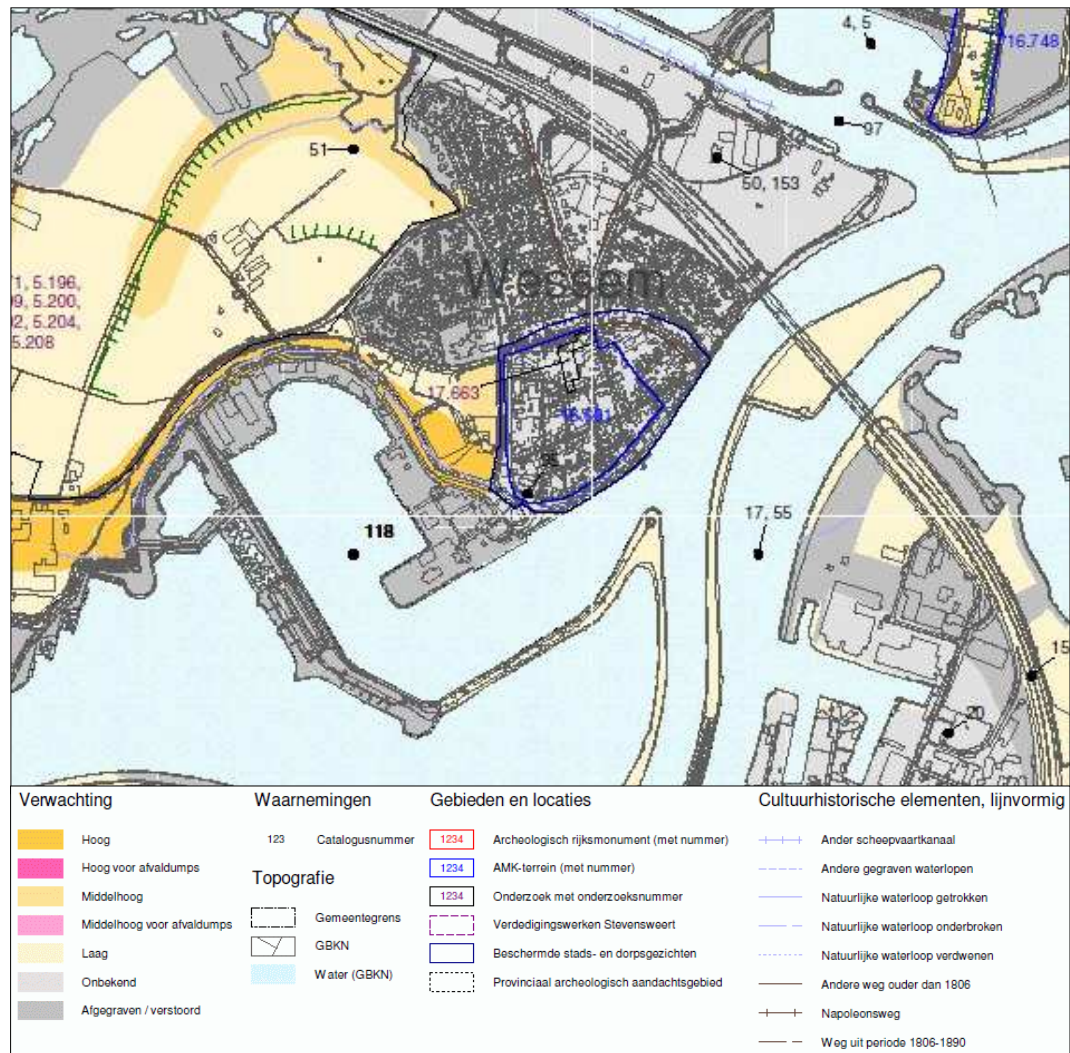 4, 5
16.748
97
51
50, 153
Wessem
1, 5.196,
9, 5.200,
2, 5.204,
5.208
17.663
118
17, 55
15
20
Verwachting
Hoog
Hoog voor afvaldumps
Middelhoog
Middelhoog voor afvaldumps
Laag
Onbekend
Afgegraven / verstoord
Waarnemingen
123 Catalogusnummer
Topografie
Gemeentegrens
GBKN
Water (GBKN)
Gebieden en locaties
1234 Archeologisch rijksmonument (met nummer)
1234 AMK-terrein (met nummer)
1234 Onderzoek met onderzoeksnummer
Verdedigingswerken Stevensweert
Beschermde stads- en dorpsgezichten
Provinciaal archeologisch aandachtsgebied
Cultuurhistorische elementen, lijnvormig
Ander scheepvaartkanaal
Andere gegraven waterlopen
Natuurlijke waterloop getrokken
Natuurlijke waterloop onderbroken
Natuurlijke waterloop verdwenen
Andere weg ouder dan 1806
Napoleonsweg
Weg uit periode 1806-1890